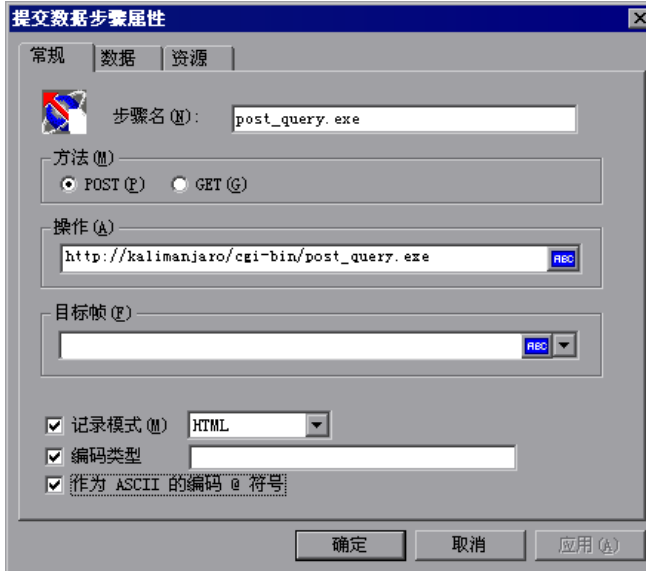 提交数据步骤属性
常规 数据 资源
步骤名(N): post_query.exe
方法(M)
POST(P) GET(G)
操作(A)
http://kalimanjaro/cgi-bin/post_query.exe ABC
目标帧(F)
ABC
记录模式(M) HTML
编码类型
作为 ASCII 的编码 @ 符号
确定 取消 应用(A)